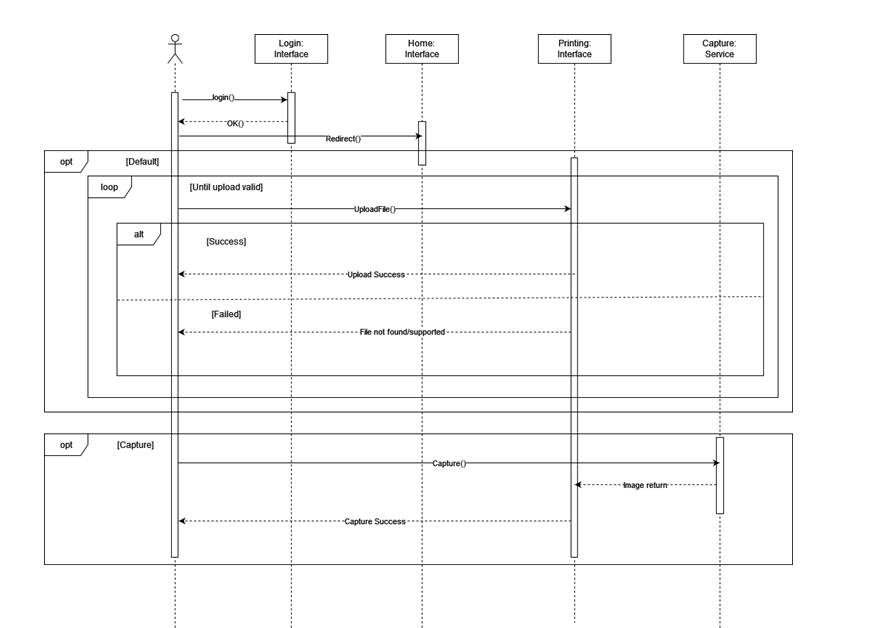 Login:
Interface
Home:
Interface
Printing:
Interface
Capture:
Service
login()
OK()
Redirect()
opt
[Default]
loop
[Until upload valid]
UploadFile()
alt
[Success]
Upload Success
[Failed]
File not found/supported
opt
[Capture]
Capture()
Image return
Capture Success